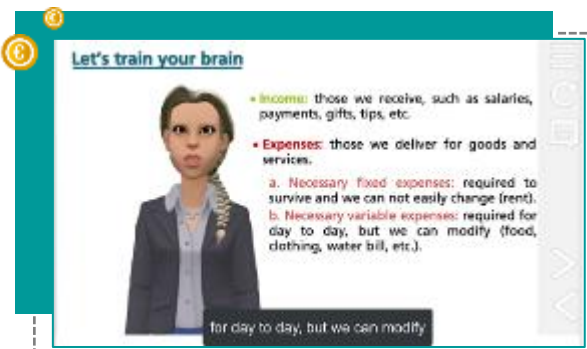 Let's train your brain
• Income: those we receive, such as salaries,
payments, gifts, tips, etc.
• Expenses: those we deliver for goods and
services.
a. Necessary fixed expenses: required to
survive and we can not easily change (rent).
b. Necessary variable expenses: required for
day to day, but we can modify (food,
clothing, water bill, etc.).
for day to day, but we can modify